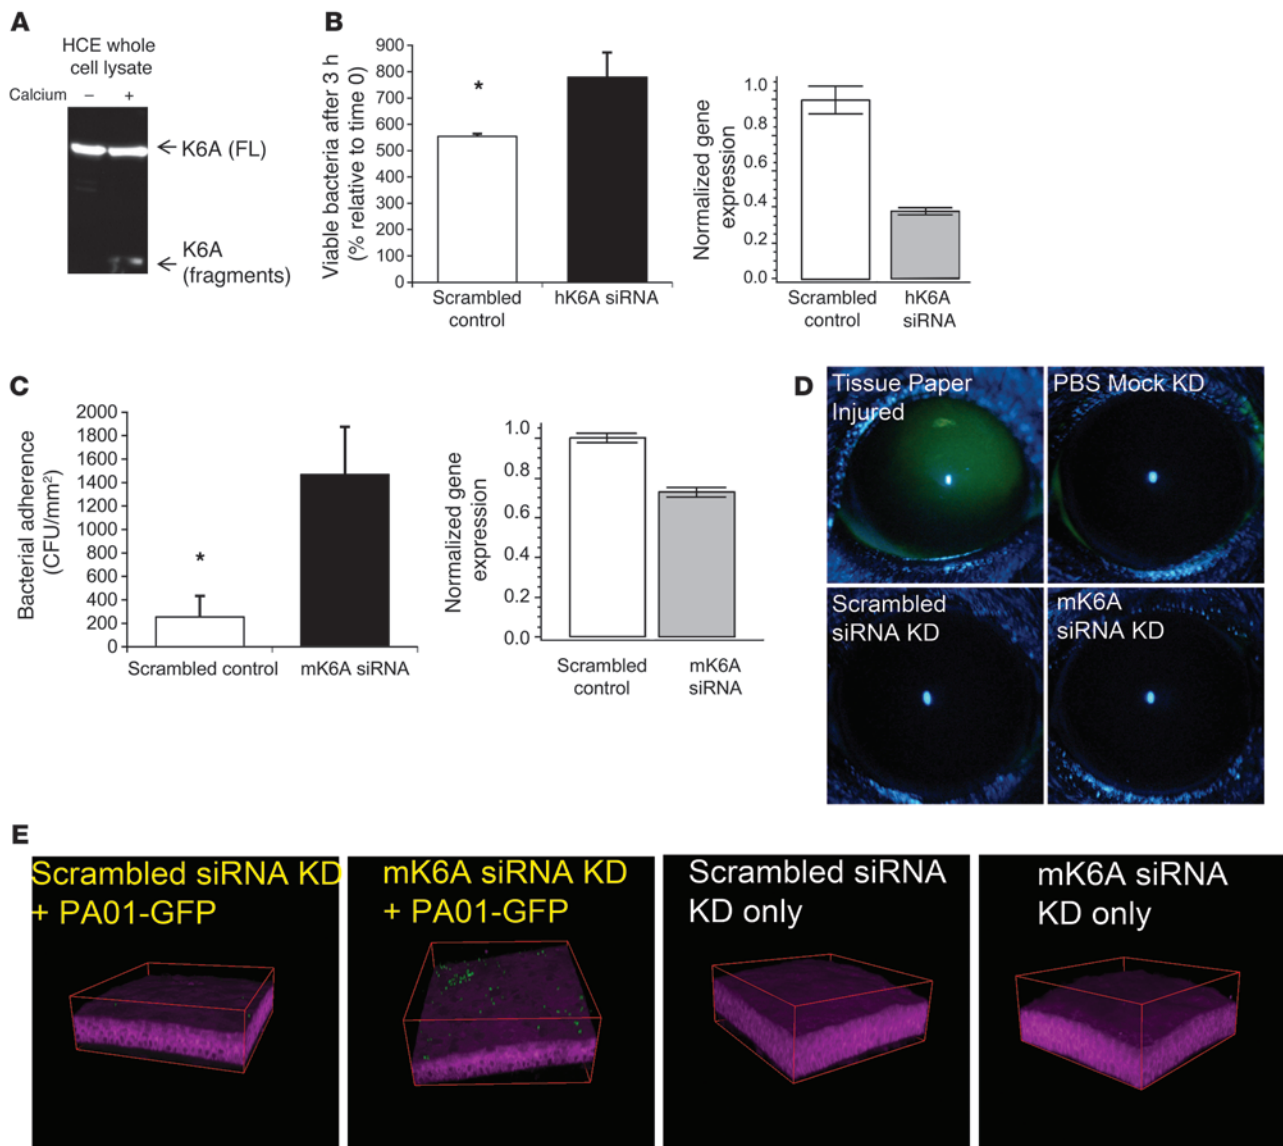 A
HCE whole
cell lysate
Calcium – +
K6A (FL)
K6A
(fragments)
B
Viable bacteria after 3 h
(% relative to time 0)
900
800
700
600
500
400
300
200
100
0
*
Scrambled
control
hK6A siRNA
Normalized gene
expression
1.0
0.8
0.6
0.4
0.2
0.0
Scrambled
control
hK6A
siRNA
C
Bacterial adherence
(CFU/mm²)
2000
1800
1600
1400
1200
1000
800
600
400
200
0
*
Scrambled control
mK6A siRNA
Normalized gene
expression
1.0
0.8
0.6
0.4
0.2
0.0
Scrambled
control
mK6A
siRNA
D
Tissue Paper
Injured
PBS Mock KD
Scrambled
siRNA KD
mK6A
siRNA KD
E
Scrambled siRNA KD
+ PA01-GFP
mK6A siRNA KD
+ PA01-GFP
Scrambled siRNA
KD only
mK6A siRNA
KD only